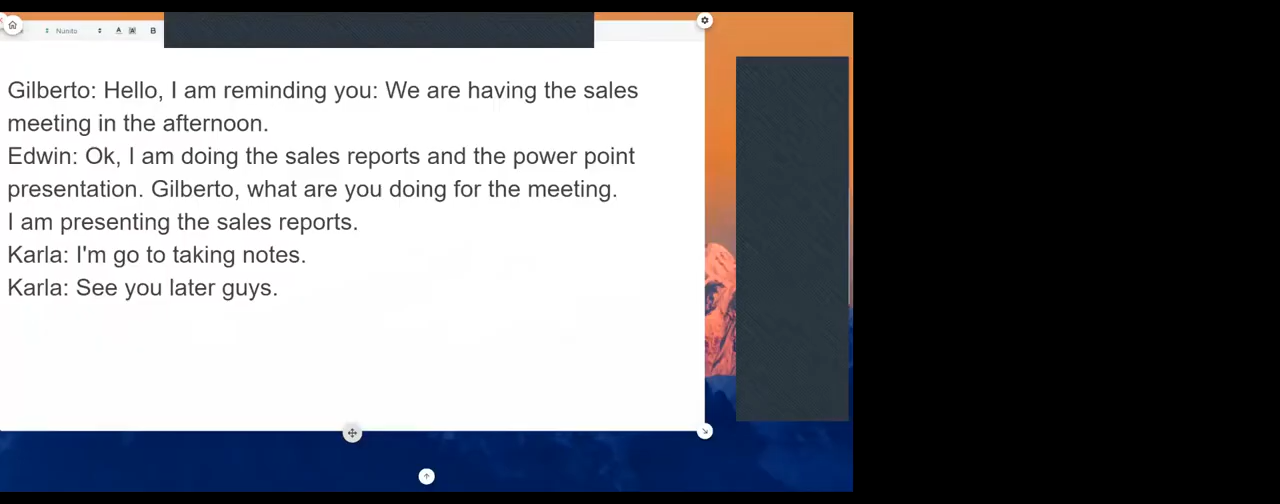 Nunito A A B
Gilberto: Hello, I am reminding you: We are having the sales
meeting in the afternoon.
Edwin: Ok, I am doing the sales reports and the power point
presentation. Gilberto, what are you doing for the meeting.
I am presenting the sales reports.
Karla: I'm go to taking notes.
Karla: See you later guys.